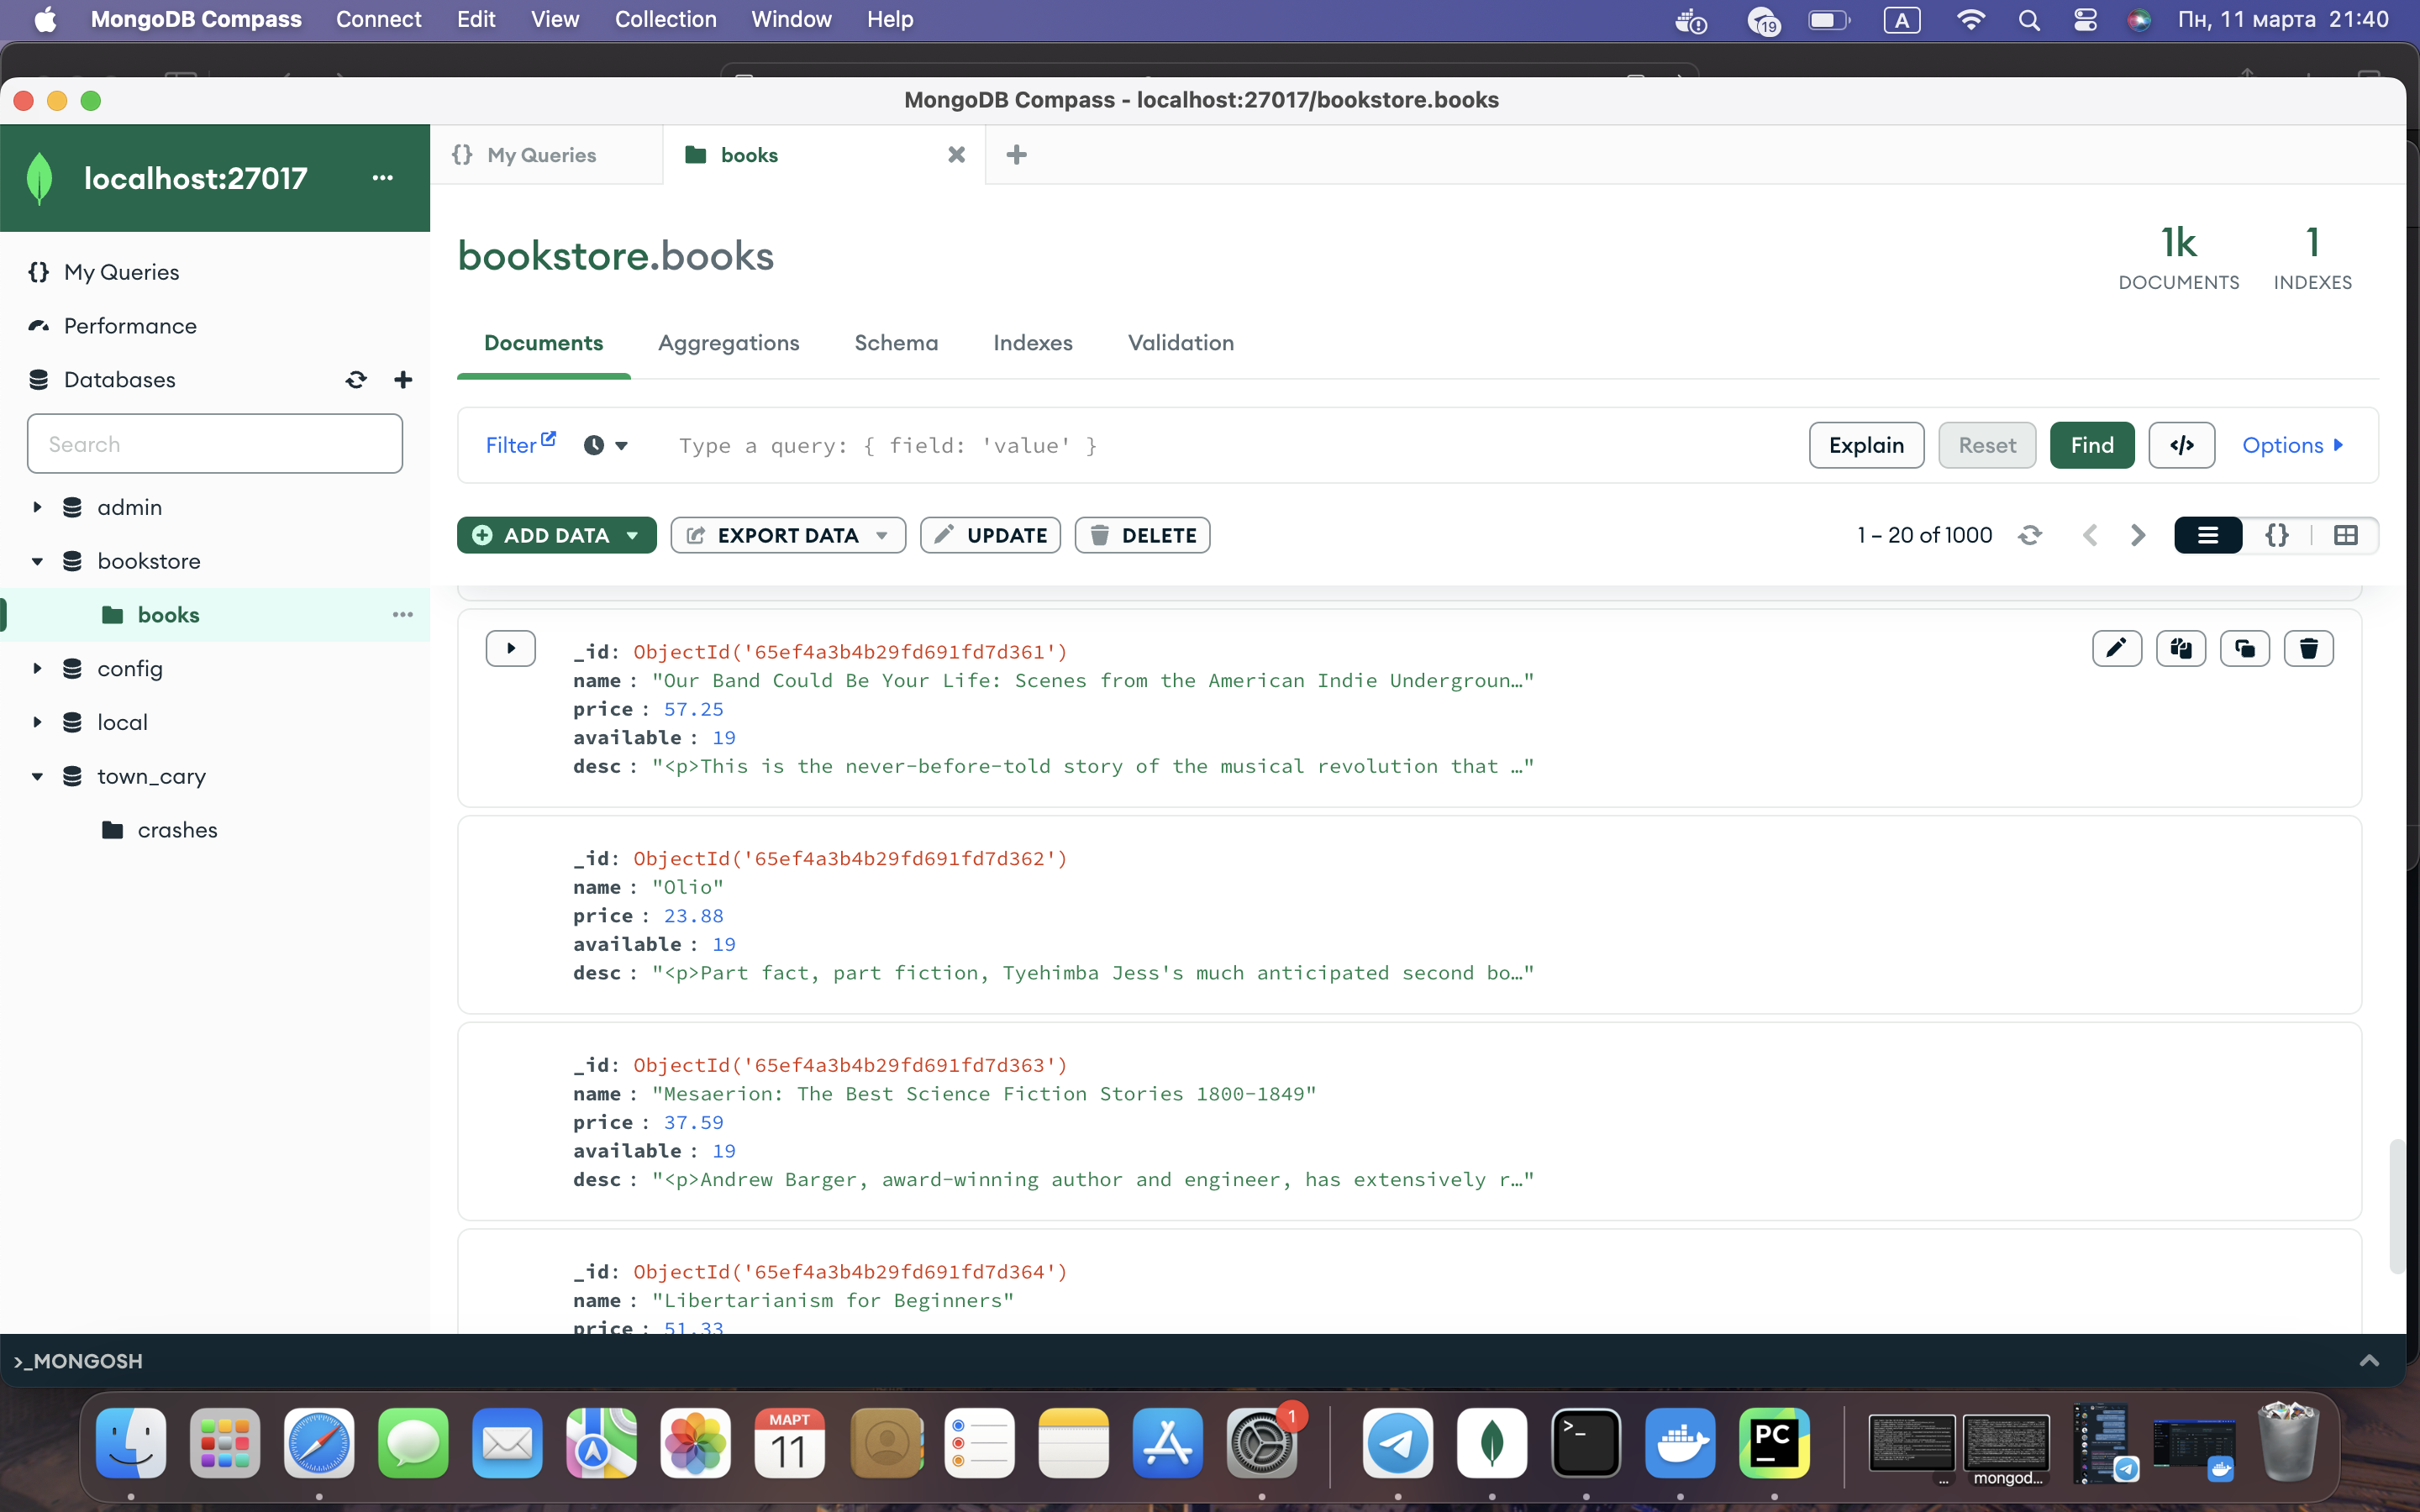 MongoDB Compass Connect Edit View Collection Window Help
19 A Пн, 11 марта 21:40
MongoDB Compass - localhost:27017/bookstore.books
localhost:27017 ...
{} My Queries
books
My Queries
Performance
Databases
Search
admin
bookstore
books
config
local
town_cary
crashes
bookstore.books
1k
DOCUMENTS
1
INDEXES
Documents Aggregations Schema Indexes Validation
Filter Type a query: { field: 'value' } Explain Reset Find </> Options
ADD DATA EXPORT DATA UPDATE DELETE 1 – 20 of 1000 {}
_id: ObjectId('65ef4a3b4b29fd691fd7d361')
name : "Our Band Could Be Your Life: Scenes from the American Indie Undergroun…"
price : 57.25
available : 19
desc : "<p>This is the never-before-told story of the musical revolution that …"
_id: ObjectId('65ef4a3b4b29fd691fd7d362')
name : "Olio"
price : 23.88
available : 19
desc : "<p>Part fact, part fiction, Tyehimba Jess's much anticipated second bo…"
_id: ObjectId('65ef4a3b4b29fd691fd7d363')
name : "Mesaerion: The Best Science Fiction Stories 1800-1849"
price : 37.59
available : 19
desc : "<p>Andrew Barger, award-winning author and engineer, has extensively r…"
_id: ObjectId('65ef4a3b4b29fd691fd7d364')
name : "Libertarianism for Beginners"
price : 51.33
>_MONGOSH
МАРТ
11
1
>_
PC
...
mongod...